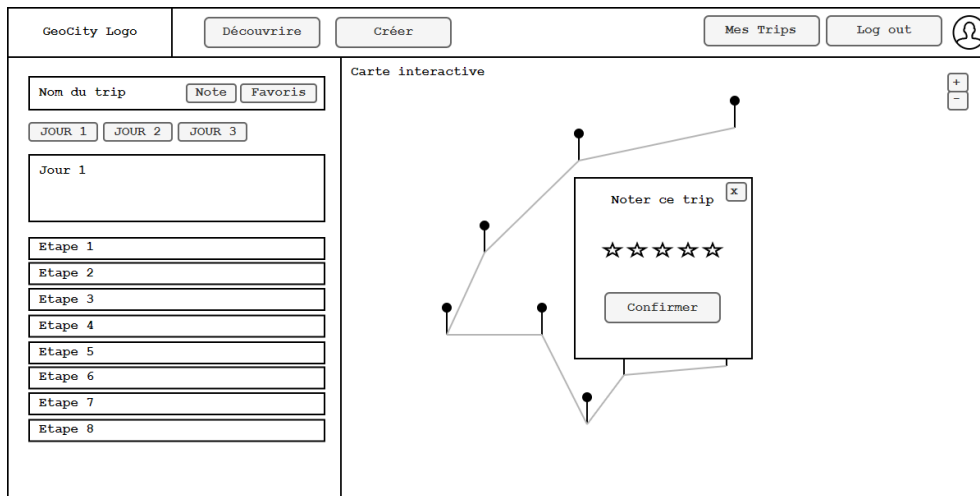 GeoCity Logo
Découvrire
Créer
Mes Trips
Log out
Nom du trip
Note
Favoris
JOUR 1
JOUR 2
JOUR 3
Jour 1
Etape 1
Etape 2
Etape 3
Etape 4
Etape 5
Etape 6
Etape 7
Etape 8
Carte interactive
+
-
x
Noter ce trip
Confirmer